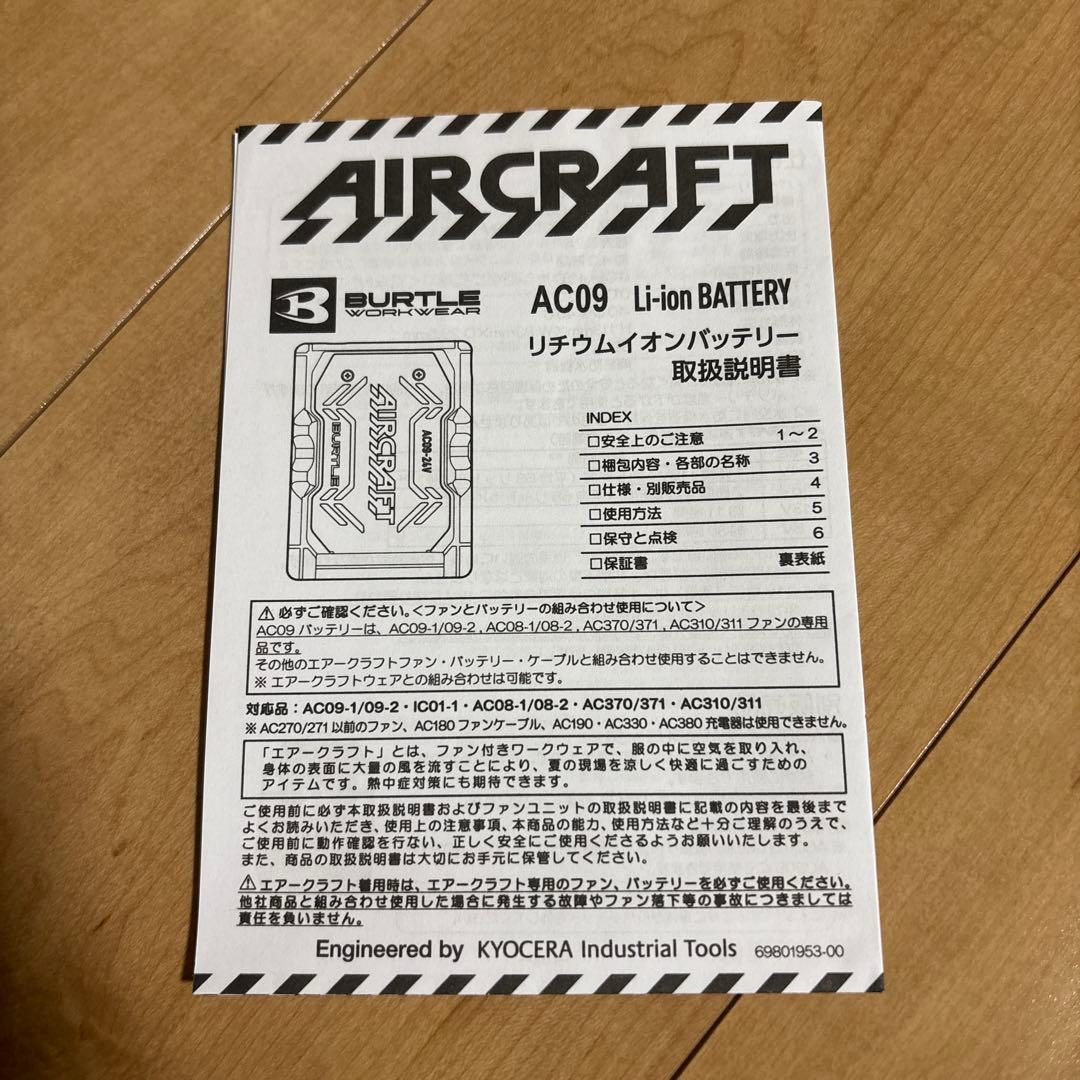 AIRCRAFT
BURTLE
WORKWEAR
AC09 Li-ion BATTERY
リチウムイオンバッテリー
取扱説明書
AIRCRAFT
BURTLE
AC09-24V
INDEX
□安全上のご注意 1～2
□梱包内容・各部の名称 3
□仕様・別販売品 4
□使用方法 5
□保守と点検 6
□保証書 裏表紙
⚠必ずご確認ください。<ファンとバッテリーの組み合わせ使用について>
AC09 バッテリーは、AC09-1/09-2 , AC08-1/08-2 , AC370/371 , AC310/311 ファンの専用
品です。
その他のエアークラフトファン・バッテリー・ケーブルと組み合わせ使用することはできません。
※ エアークラフトウェアとの組み合わせは可能です。
対応品：AC09-1/09-2・IC01-1・AC08-1/08-2・AC370/371・AC310/311
※ AC270/271 以前のファン、AC180 ファンケーブル、AC190・AC330・AC380 充電器は使用できません。
「エアークラフト」とは、ファン付きワークウェアで、服の中に空気を取り入れ、
身体の表面に大量の風を流すことにより、夏の現場を涼しく快適に過ごすための
アイテムです。熱中症対策にも期待できます。
ご使用前に必ず本取扱説明書およびファンユニットの取扱説明書に記載の内容を最後まで
よくお読みいただき、使用上の注意事項、本商品の能力、使用方法など十分ご理解のうえで、
ご使用前に動作確認を行ない、正しく安全にご使用くださるようお願いいたします。
また、商品の取扱説明書は大切にお手元に保管してください。
⚠エアークラフト着用時は、エアークラフト専用のファン、バッテリーを必ずご使用ください。
他社商品と組み合わせ使用した場合に発生する故障やファン落下等の事故につきましては
責任を負いません。
Engineered by KYOCERA Industrial Tools 69801953-00